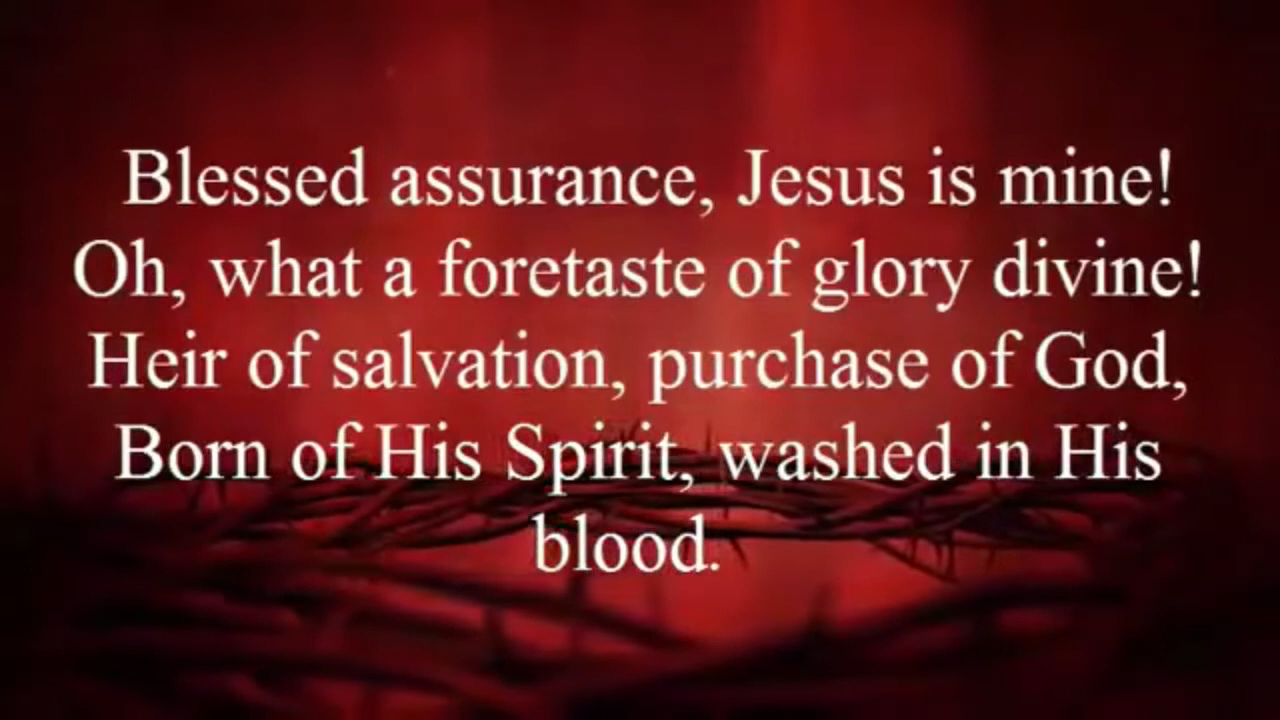 Blessed assurance, Jesus is mine!
Oh, what a foretaste of glory divine!
Heir of salvation, purchase of God,
Born of His Spirit, washed in His
blood.